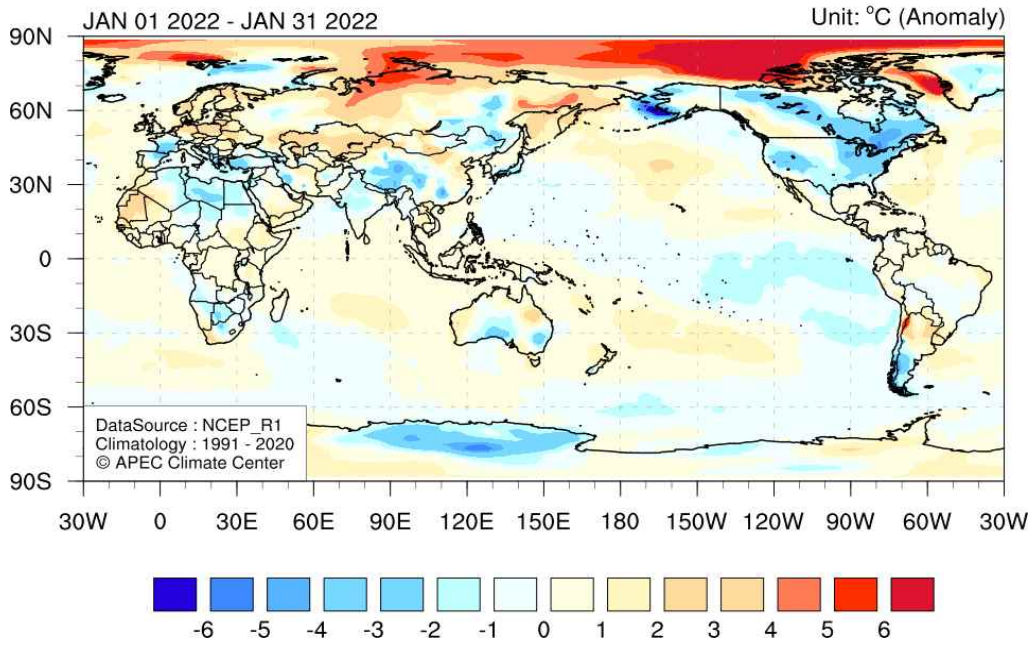 JAN 01 2022 - JAN 31 2022
Unit: °C (Anomaly)
90N
60N
30N
0
30S
60S
90S
DataSource : NCEP_R1
Climatology : 1991 - 2020
© APEC Climate Center
30W 0 30E 60E 90E 120E 150E 180 150W 120W 90W 60W 30W
-6 -5 -4 -3 -2 -1 0 1 2 3 4 5 6